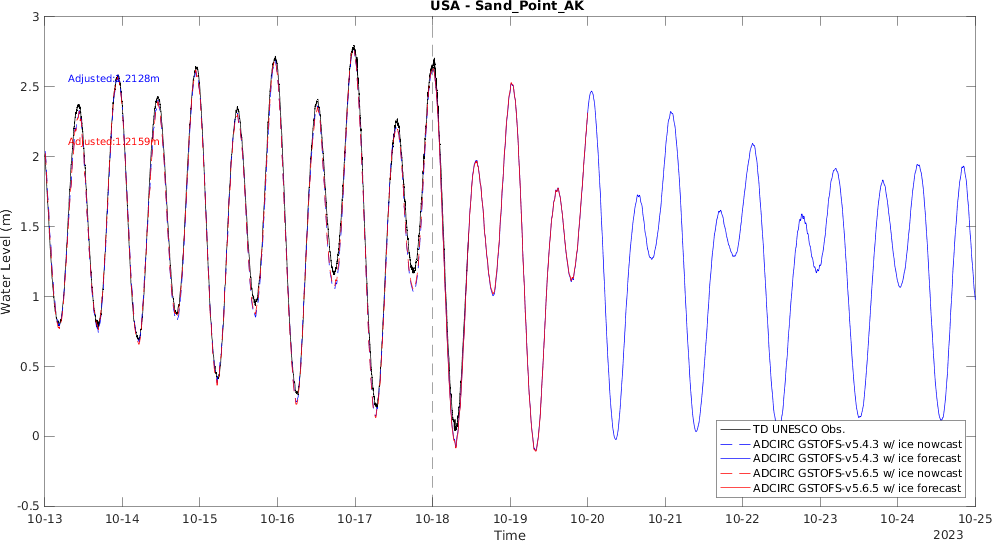 USA - Sand_Point_AK
3
2.5
2
1.5
1
0.5
0
-0.5
Water Level (m)
Adjusted:1.2128m
Adjusted:1.2159m
TD UNESCO Obs.
ADCIRC GSTOFS-v5.4.3 w/ ice nowcast
ADCIRC GSTOFS-v5.4.3 w/ ice forecast
ADCIRC GSTOFS-v5.6.5 w/ ice nowcast
ADCIRC GSTOFS-v5.6.5 w/ ice forecast
10-13 10-14 10-15 10-16 10-17 10-18 10-19 10-20 10-21 10-22 10-23 10-24 10-25
Time
2023